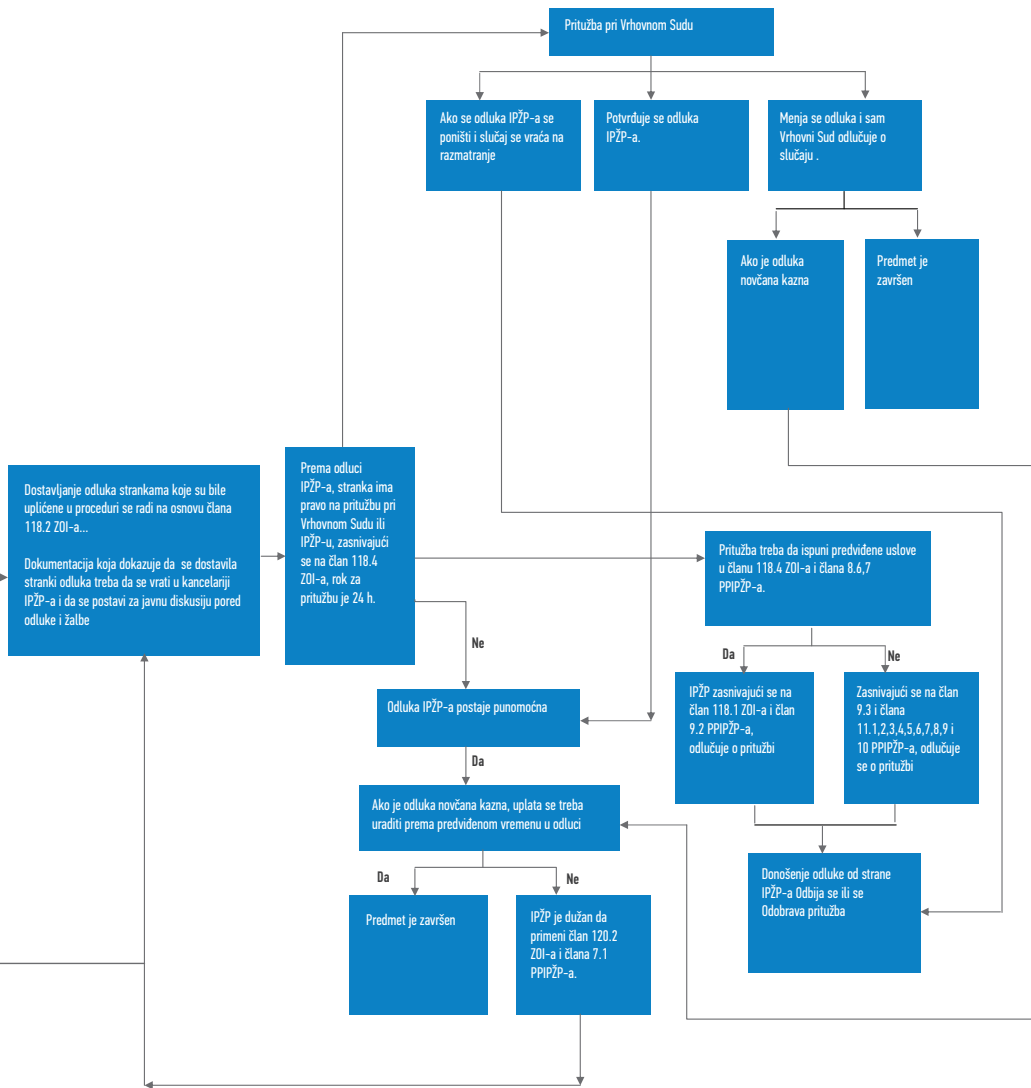 Pritužba pri Vrhovnom Sudu
Ako se odluka IPŽP-a se
poništi i slučaj se vraća na
razmatranje
Potvrđuje se odluka
IPŽP-a.
Menja se odluka i sam
Vrhovni Sud odlučuje o
slučaju .
Ako je odluka
novčana kazna
Predmet je
završen
Dostavljanje odluka strankama koje su bile
uplićene u proceduri se radi na osnovu člana
118.2 ZOI-a...
Dokumentacija koja dokazuje da se dostavila
stranki odluka treba da se vrati u kancelariji
IPŽP-a i da se postavi za javnu diskusiju pored
odluke i žalbe
Prema odluci
IPŽP-a, stranka ima
pravo na pritužbu pri
Vrhovnom Sudu ili
IPŽP-u, zasnivajući
se na član 118.4
ZOI-a, rok za
pritužbu je 24 h.
Pritužba treba da ispuni predviđene uslove
u članu 118.4 ZOI-a i člana 8.6,7
PPIPŽP-a.
Ne
Da
Ne
Odluka IPŽP-a postaje punomoćna
IPŽP zasnivajući se na
član 118.1 ZOI-a i član
9.2 PPIPŽP-a,
odlučuje o pritužbi
Zasnivajući se na član
9.3 i člana
11.1,2,3,4,5,6,7,8,9 i
10 PPIPŽP-a, odlučuje
se o pritužbi
Da
Ako je odluka novčana kazna, uplata se treba
uraditi prema predviđenom vremenu u odluci
Da
Ne
Predmet je završen
IPŽP je dužan da
primeni član 120.2
ZOI-a i člana 7.1
PPIPŽP-a.
Donošenje odluke od strane
IPŽP-a Odbija se ili se
Odobrava pritužba